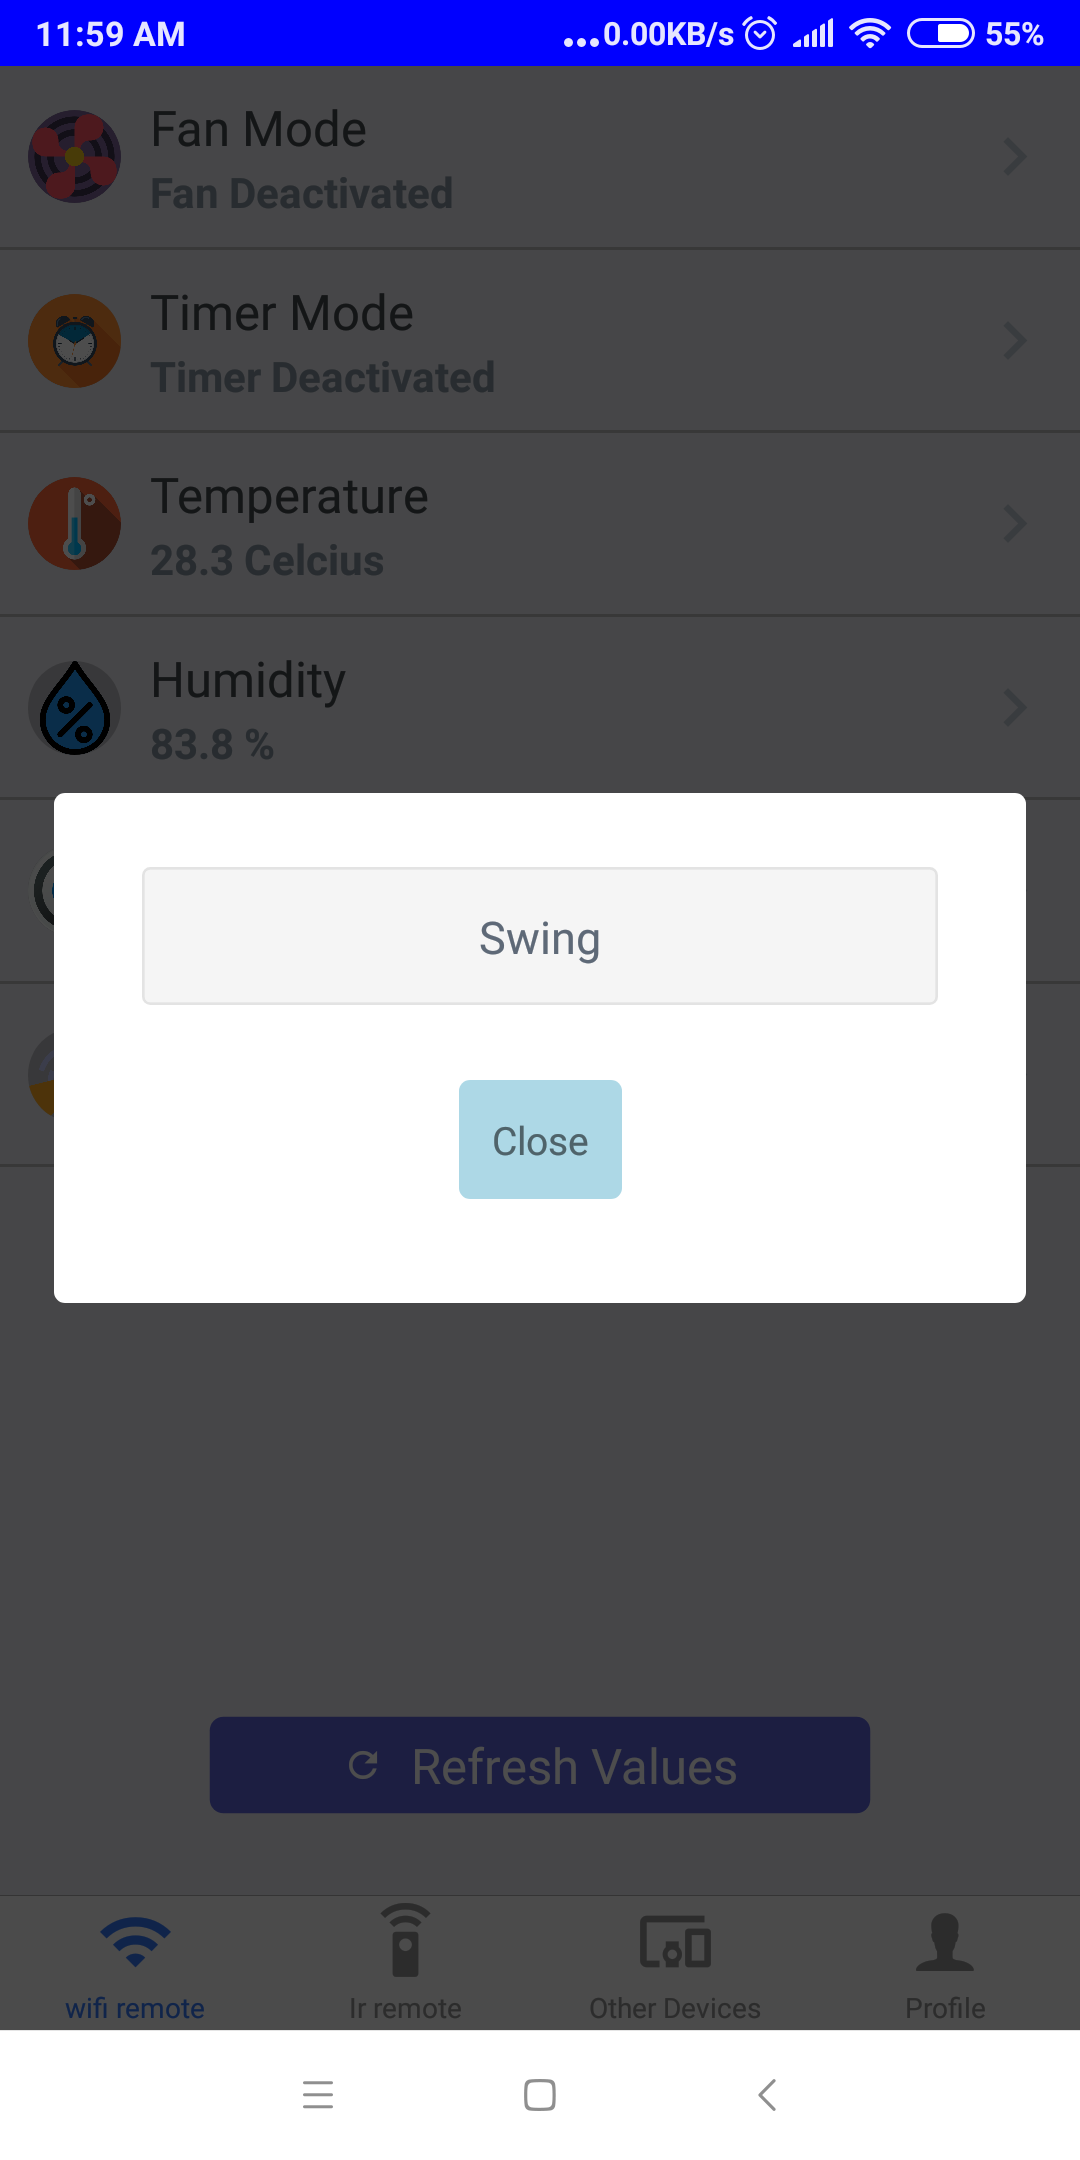 11:59 AM
...0.00KB/s 55%
Fan Mode
Fan Deactivated
Timer Mode
Timer Deactivated
Temperature
28.3 Celcius
Humidity
83.8 %
Swing
Close
Refresh Values
wifi remote
Ir remote
Other Devices
Profile